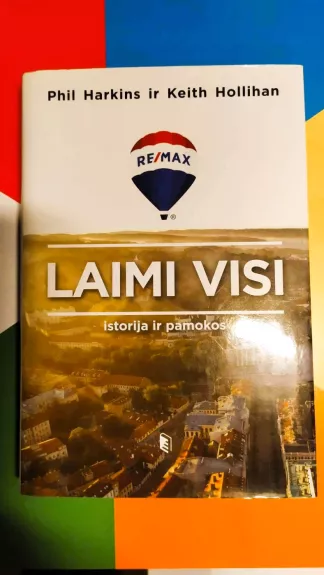 Phil Harkins ir Keith Hollihan
RE/MAX
®
LAIMI VISI
Istorija ir pamokos